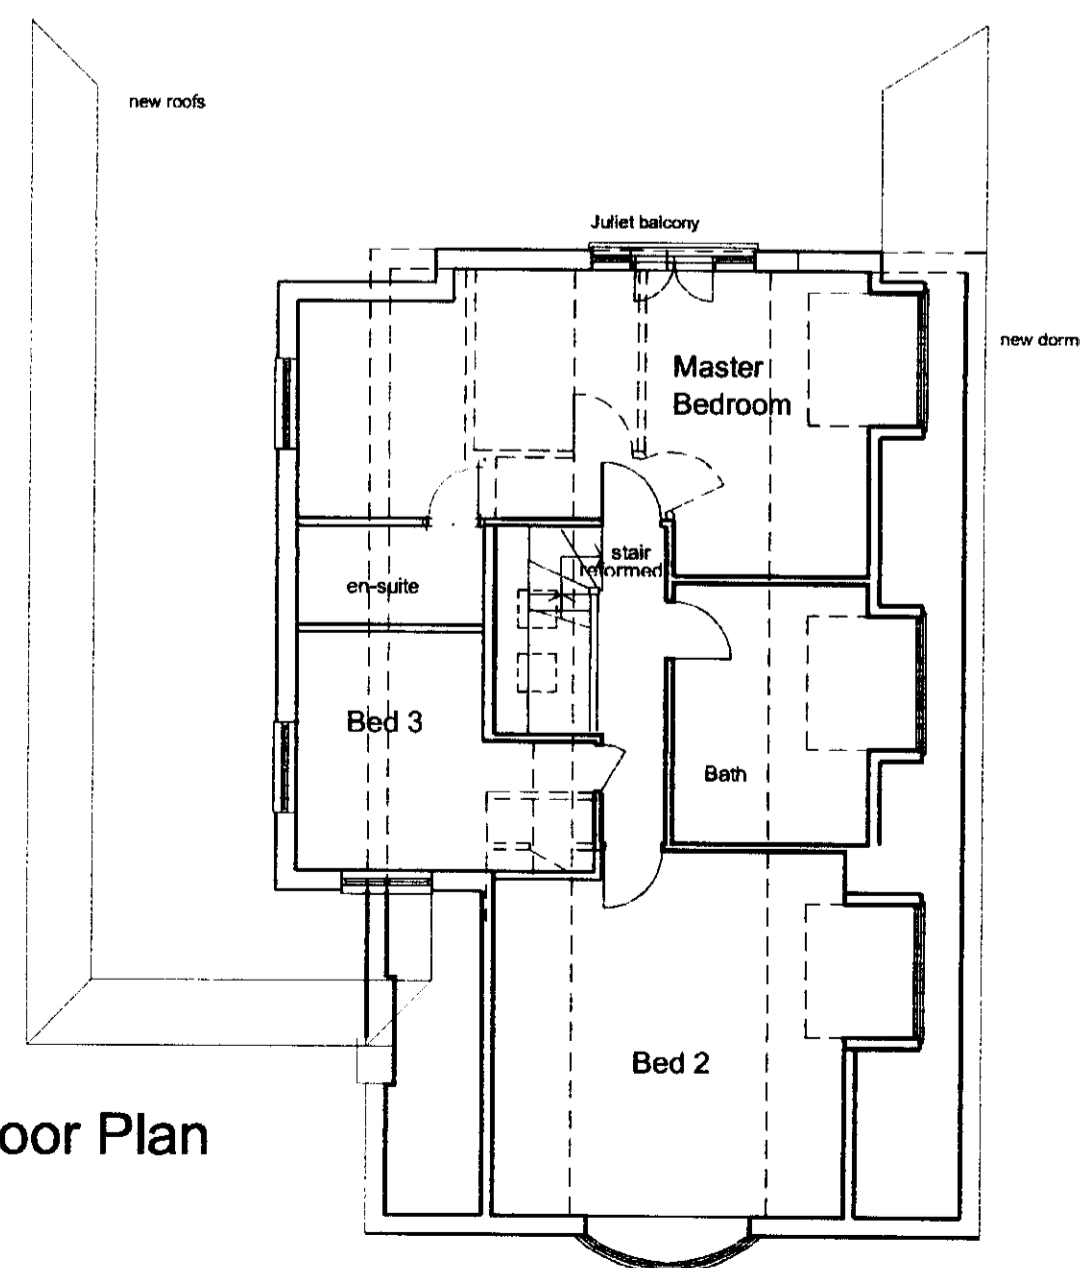 new roofs
Juliet balcony
new dorm
Master
Bedroom
stair
reformed
en-suite
Bed 3
Bath
Bed 2
oor Plan